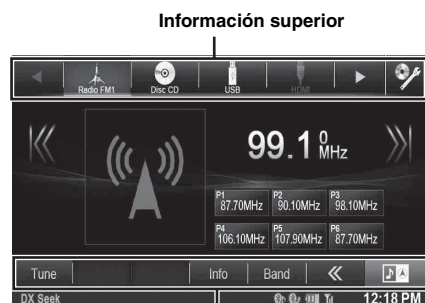 Información superior
Radio FM1 Disc CD USB HDMI
99.1 0 MHz
P1 P2 P3
87.70MHz 90.10MHz 98.10MHz
P4 P5 P6
106.10MHz 107.90MHz 87.70MHz
Tune Info Band
DX Seek 12:18 PM